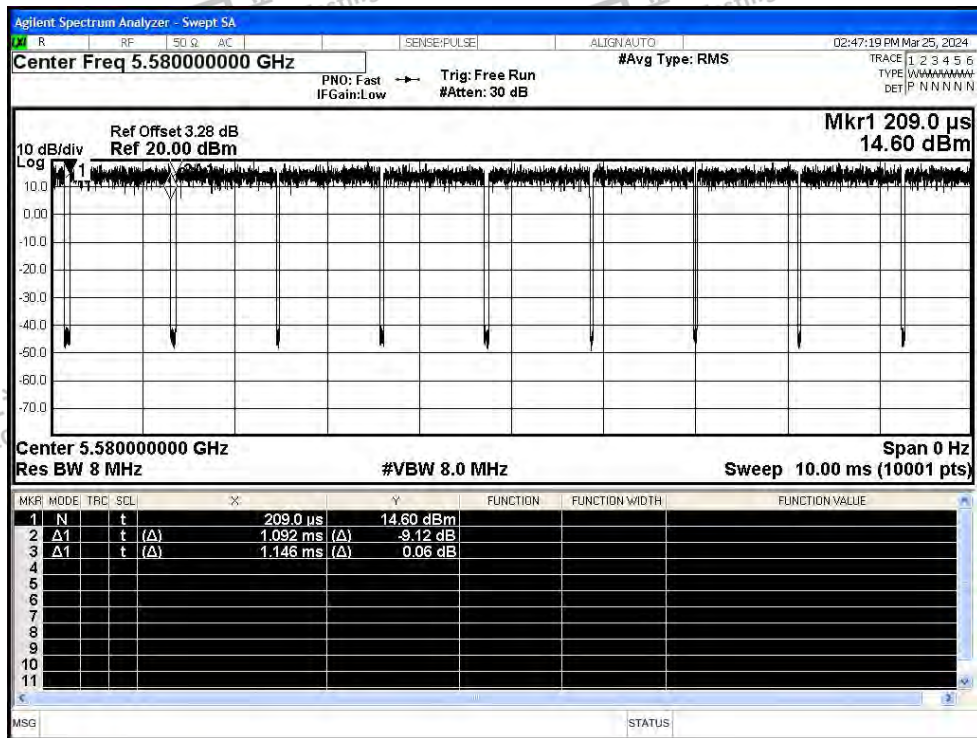 Agilent Spectrum Analyzer - Swept SA
LXI R RF 50 Ω AC SENSE:PULSE ALIGN AUTO 02:47:19 PM Mar 25, 2024
Center Freq 5.580000000 GHz #Avg Type: RMS TRACE 1 2 3 4 5 6
PNO: Fast Trig: Free Run TYPE WWWWWW
IFGain:Low #Atten: 30 dB DET P N N N N N
Mkr1 209.0 µs
Ref Offset 3.28 dB
10 dB/div Ref 20.00 dBm 14.60 dBm
Log
1
10.0
0.00
-10.0
-20.0
-30.0
-40.0
-50.0
-60.0
-70.0
Center 5.580000000 GHz Span 0 Hz
Res BW 8 MHz #VBW 8.0 MHz Sweep 10.00 ms (10001 pts)
MKR MODE TRC SCL X Y FUNCTION FUNCTION WIDTH FUNCTION VALUE
1 N t 209.0 µs 14.60 dBm
2 Δ1 t (Δ) 1.092 ms (Δ) -9.12 dB
3 Δ1 t (Δ) 1.146 ms (Δ) 0.06 dB
4
5
6
7
8
9
10
11
MSG STATUS